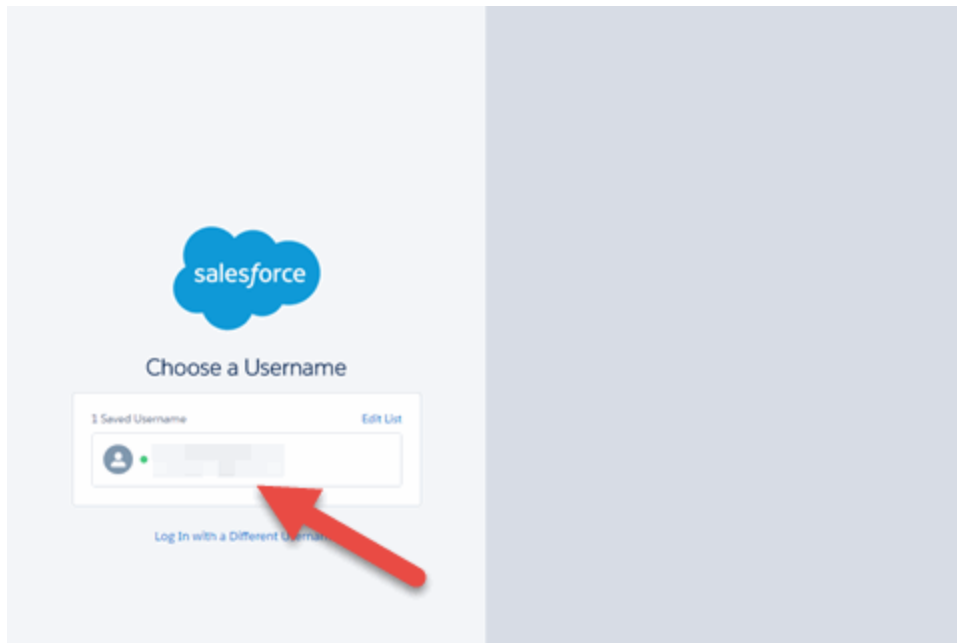 salesforce
Choose a Username
1 Saved Username
Edit List
Log In with a Different